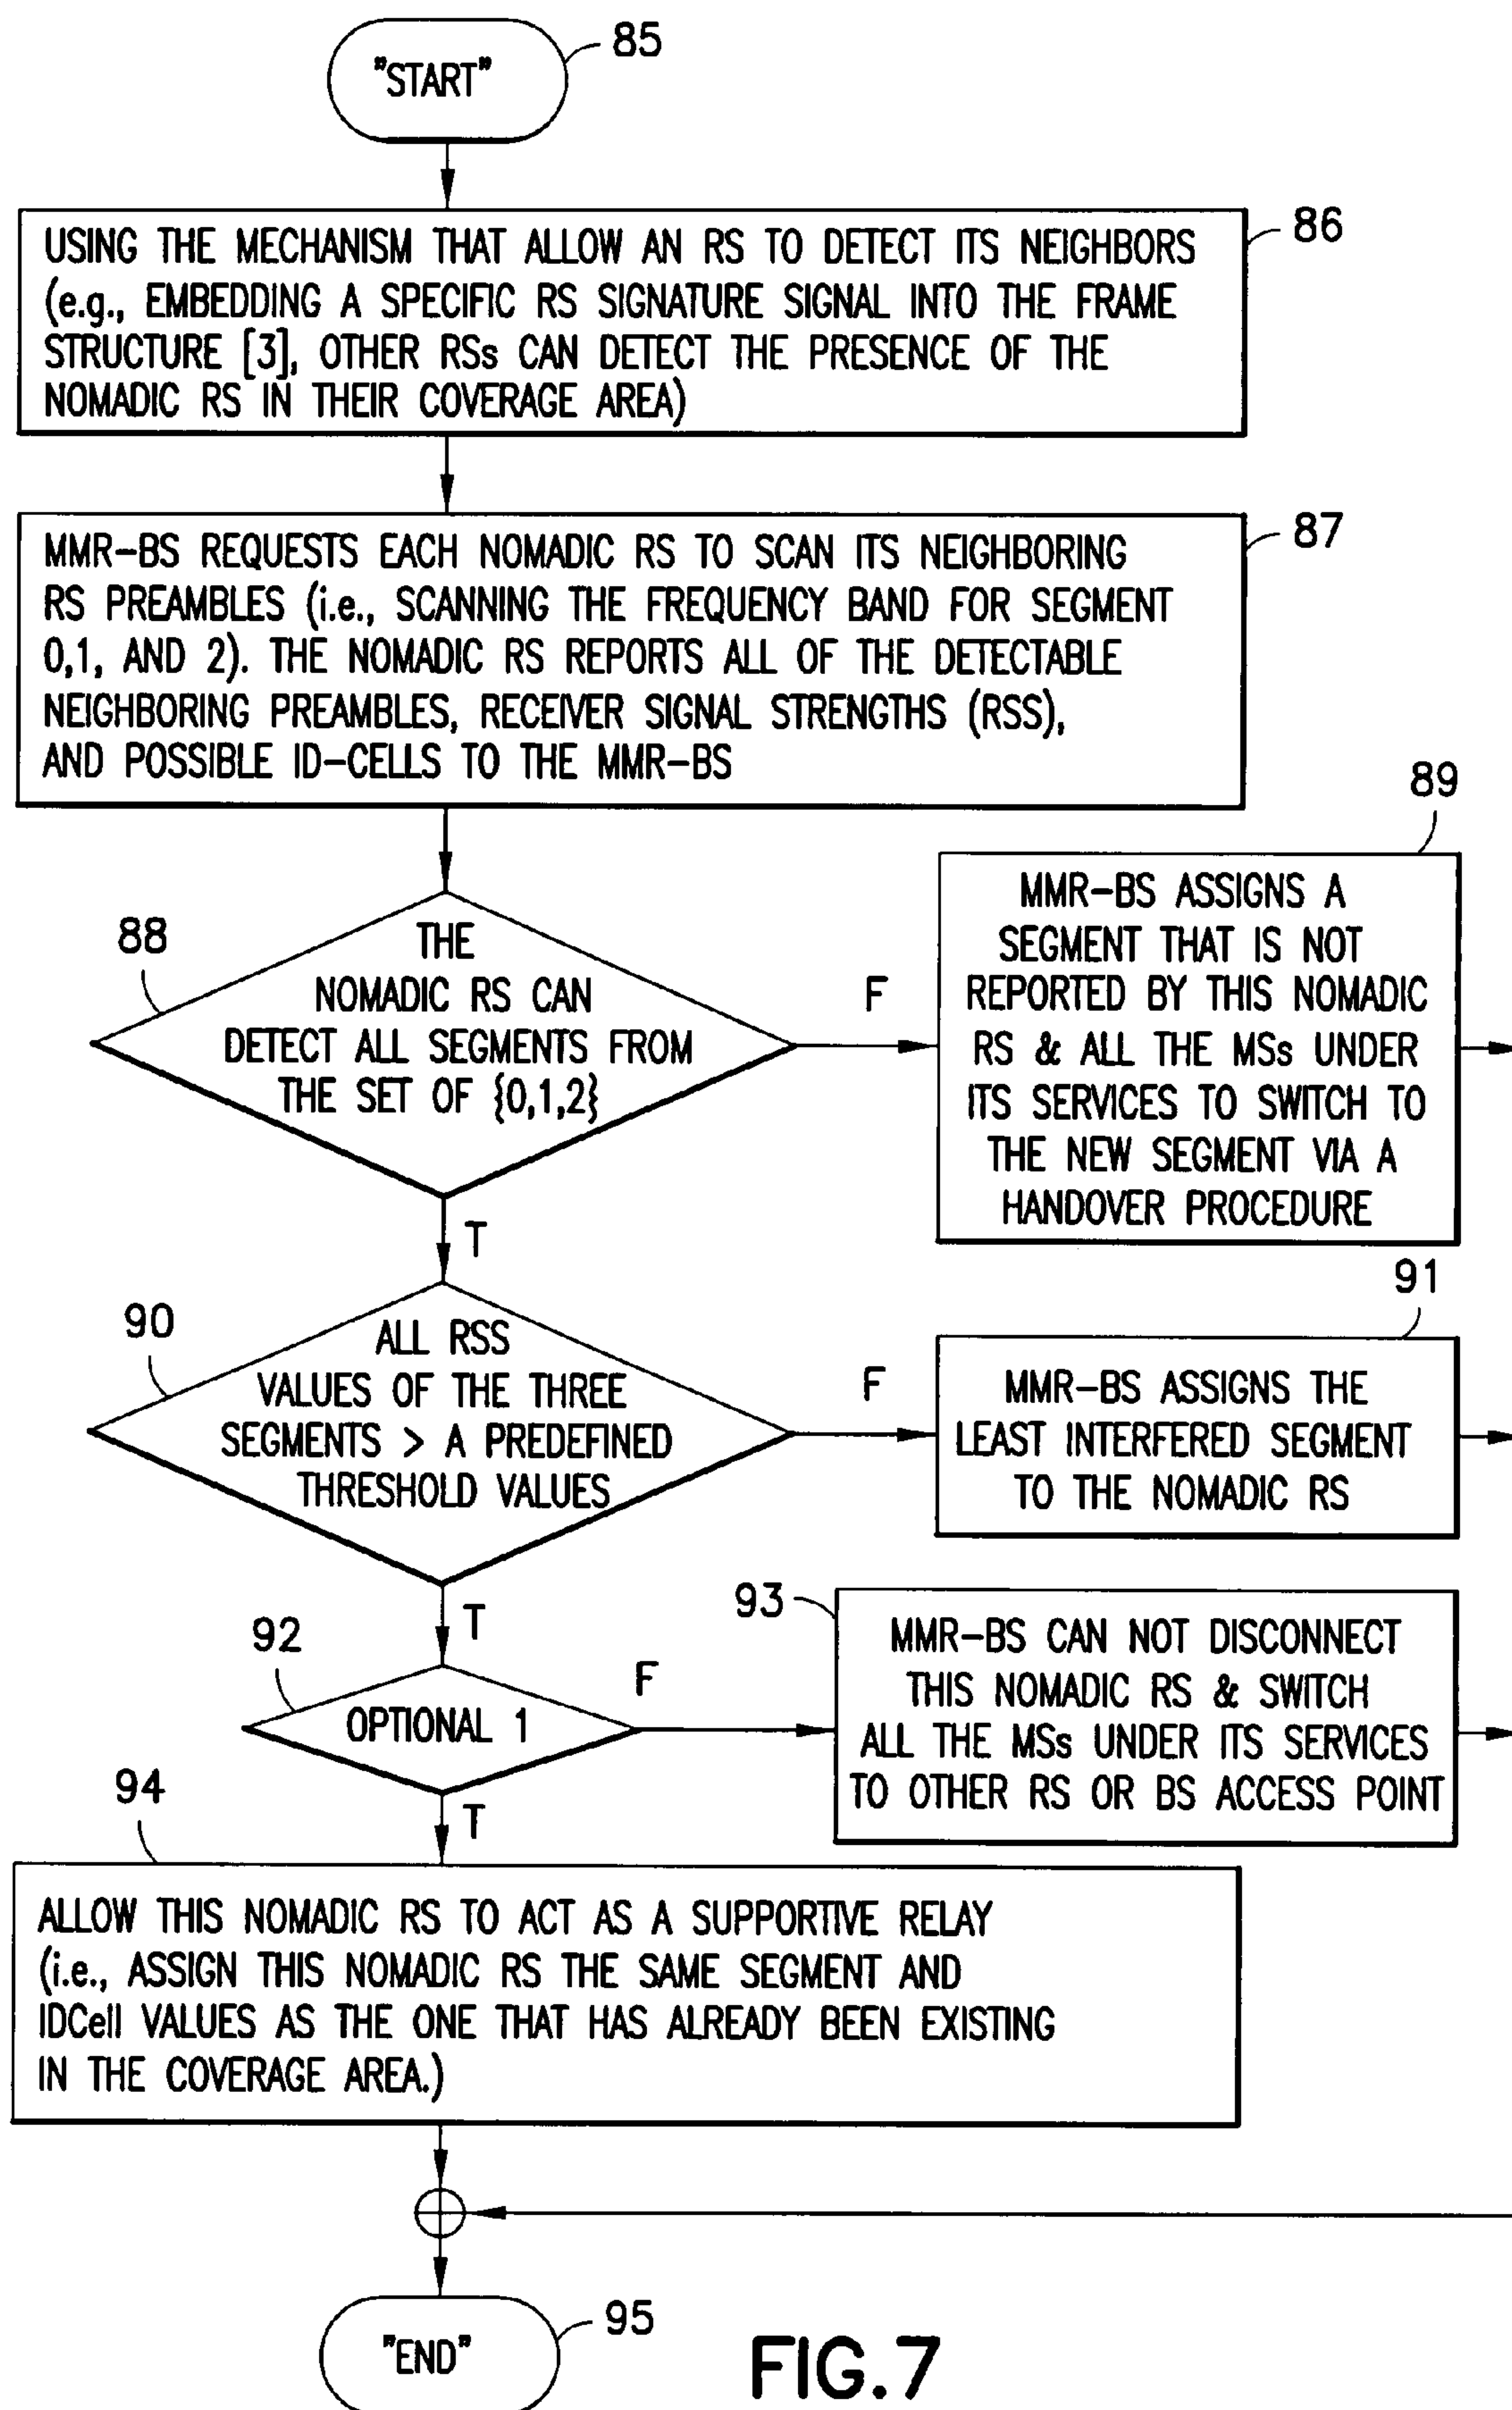 "START"
85
USING THE MECHANISM THAT ALLOW AN RS TO DETECT ITS NEIGHBORS
(e.g., EMBEDDING A SPECIFIC RS SIGNATURE SIGNAL INTO THE FRAME
STRUCTURE [3], OTHER RSs CAN DETECT THE PRESENCE OF THE
NOMADIC RS IN THEIR COVERAGE AREA)
86
MMR-BS REQUESTS EACH NOMADIC RS TO SCAN ITS NEIGHBORING
RS PREAMBLES (i.e., SCANNING THE FREQUENCY BAND FOR SEGMENT
0,1, AND 2). THE NOMADIC RS REPORTS ALL OF THE DETECTABLE
NEIGHBORING PREAMBLES, RECEIVER SIGNAL STRENGTHS (RSS),
AND POSSIBLE ID-CELLS TO THE MMR-BS
87
88
THE
NOMADIC RS CAN
DETECT ALL SEGMENTS FROM
THE SET OF {0,1,2}
F
T
89
MMR-BS ASSIGNS A
SEGMENT THAT IS NOT
REPORTED BY THIS NOMADIC
RS & ALL THE MSs UNDER
ITS SERVICES TO SWITCH TO
THE NEW SEGMENT VIA A
HANDOVER PROCEDURE
90
ALL RSS
VALUES OF THE THREE
SEGMENTS > A PREDEFINED
THRESHOLD VALUES
F
T
91
MMR-BS ASSIGNS THE
LEAST INTERFERED SEGMENT
TO THE NOMADIC RS
92
OPTIONAL 1
F
T
93
MMR-BS CAN NOT DISCONNECT
THIS NOMADIC RS & SWITCH
ALL THE MSs UNDER ITS SERVICES
TO OTHER RS OR BS ACCESS POINT
94
ALLOW THIS NOMADIC RS TO ACT AS A SUPPORTIVE RELAY
(i.e., ASSIGN THIS NOMADIC RS THE SAME SEGMENT AND
IDCell VALUES AS THE ONE THAT HAS ALREADY BEEN EXISTING
IN THE COVERAGE AREA.)
"END"
95
FIG.7